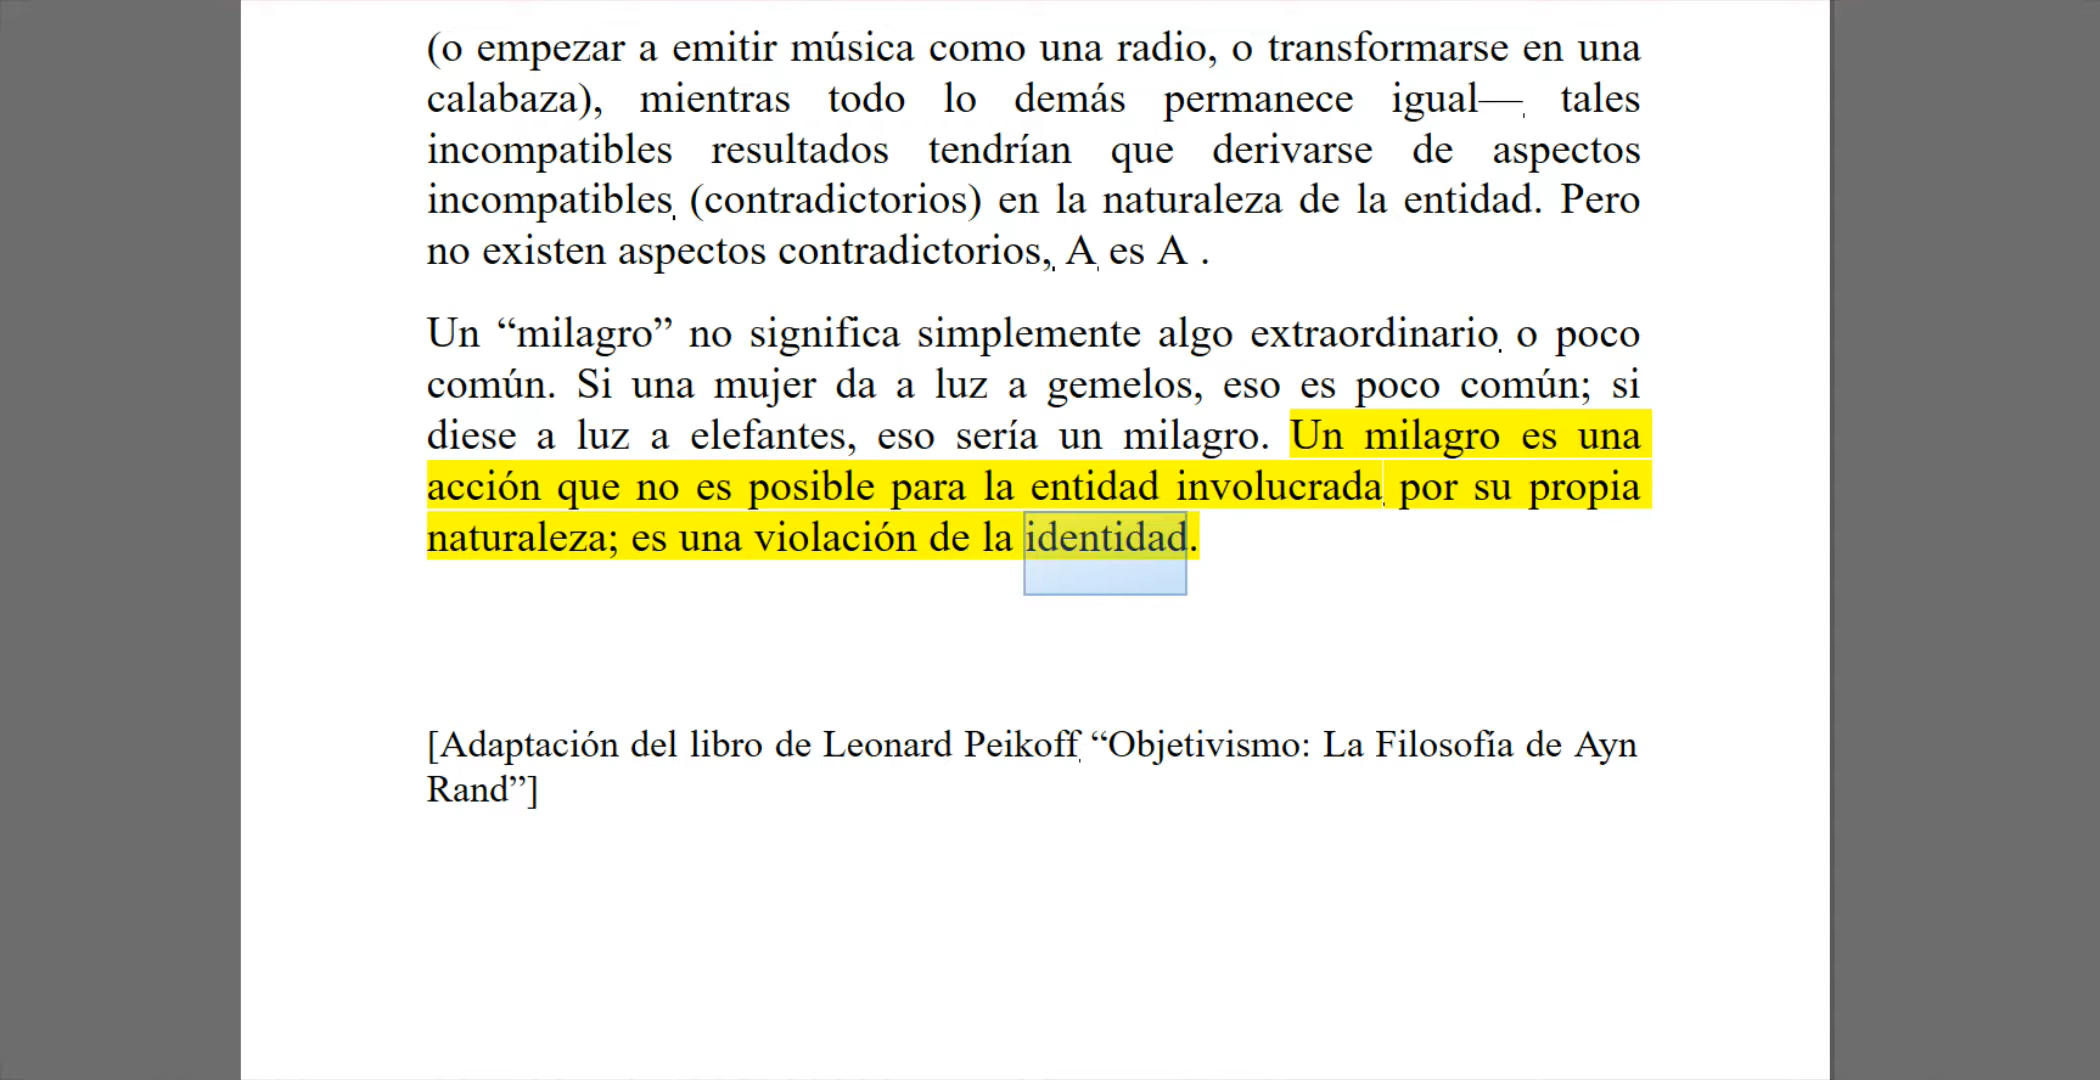 (o empezar a emitir música como una radio, o transformarse en una
calabaza), mientras todo lo demás permanece igual— tales
incompatibles resultados tendrían que derivarse de aspectos
incompatibles (contradictorios) en la naturaleza de la entidad. Pero
no existen aspectos contradictorios, A es A .
Un “milagro” no significa simplemente algo extraordinario o poco
común. Si una mujer da a luz a gemelos, eso es poco común; si
diese a luz a elefantes, eso sería un milagro. Un milagro es una
acción que no es posible para la entidad involucrada por su propia
naturaleza; es una violación de la identidad.
[Adaptación del libro de Leonard Peikoff “Objetivismo: La Filosofía de Ayn
Rand”]